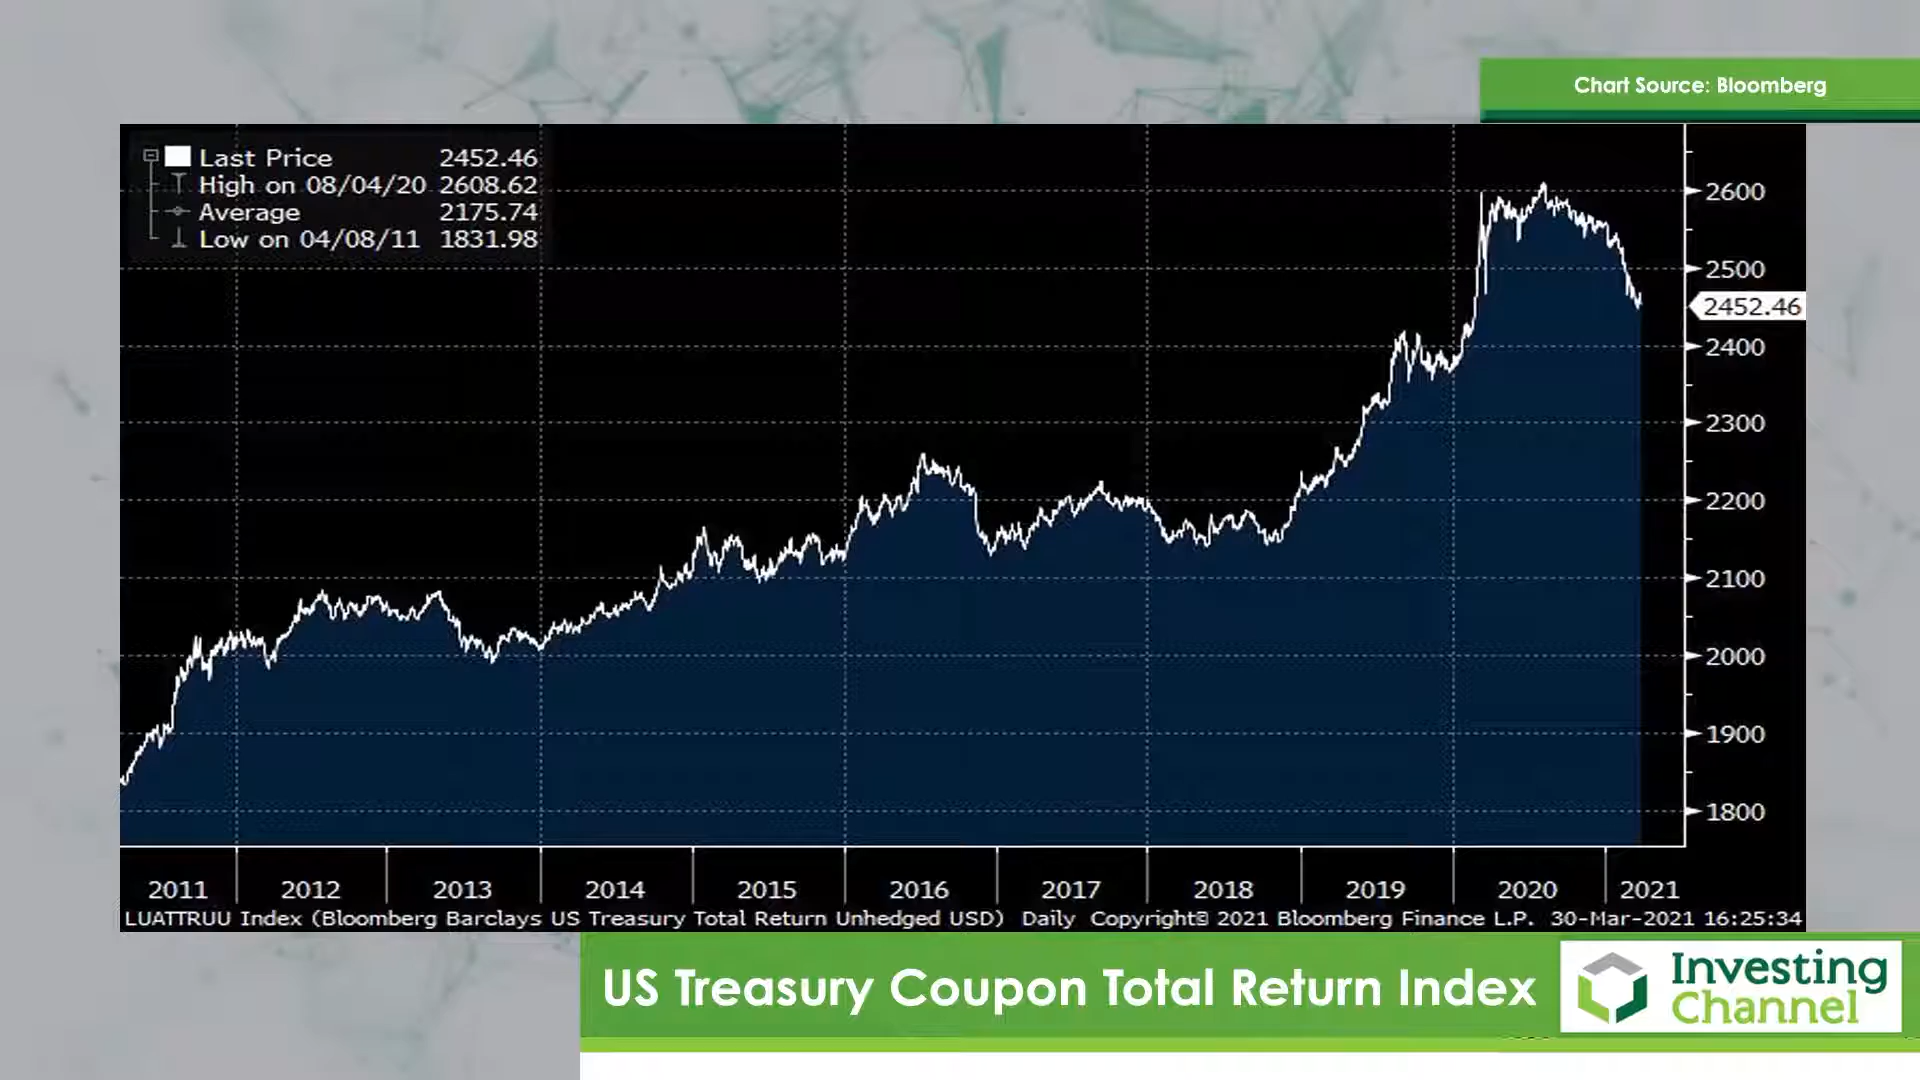 Chart Source: Bloomberg
Last Price 2452.46
High on 08/04/20 2608.62
Average 2175.74
Low on 04/08/11 1831.98
2600
2500
2452.46
2400
2300
2200
2100
2000
1900
1800
2011 2012 2013 2014 2015 2016 2017 2018 2019 2020 2021
LUATTRUU Index (Bloomberg Barclays US Treasury Total Return Unhedged USD) Daily Copyright© 2021 Bloomberg Finance L.P. 30-Mar-2021 16:25:34
US Treasury Coupon Total Return Index
Investing
Channel